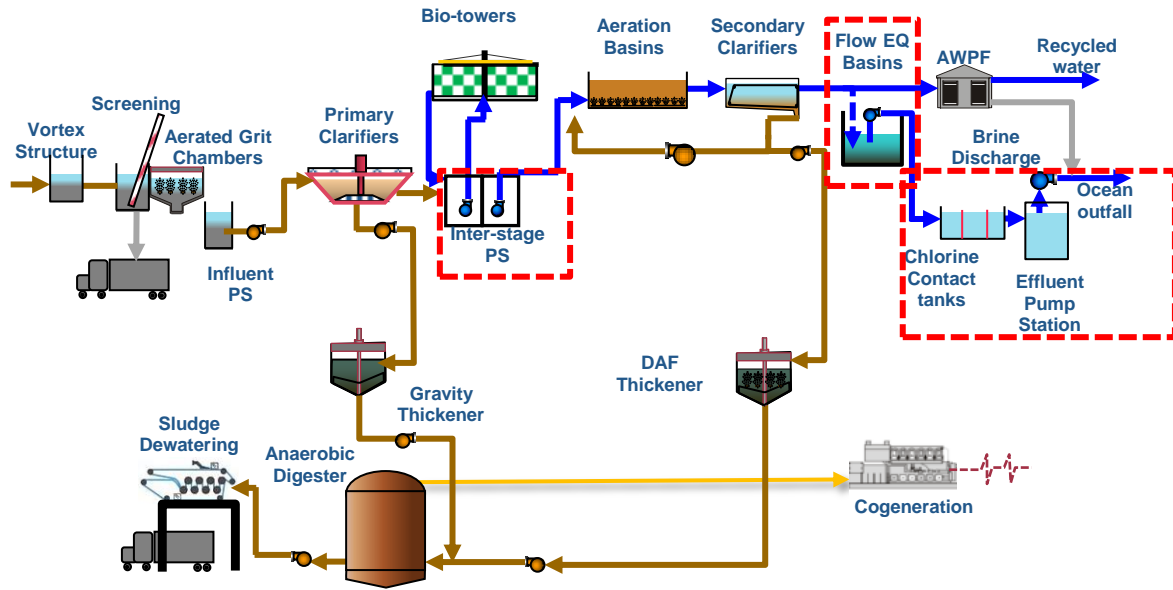 Bio-towers
Aeration
Basins
Secondary
Clarifiers
Flow EQ
Basins
AWPF
Recycled
water
Screening
Vortex
Structure
Aerated Grit
Chambers
Primary
Clarifiers
Brine
Discharge
Ocean
outfall
Inter-stage
PS
Influent
PS
Chlorine
Contact
tanks
Effluent
Pump
Station
DAF
Thickener
Gravity
Thickener
Sludge
Dewatering
Anaerobic
Digester
Cogeneration